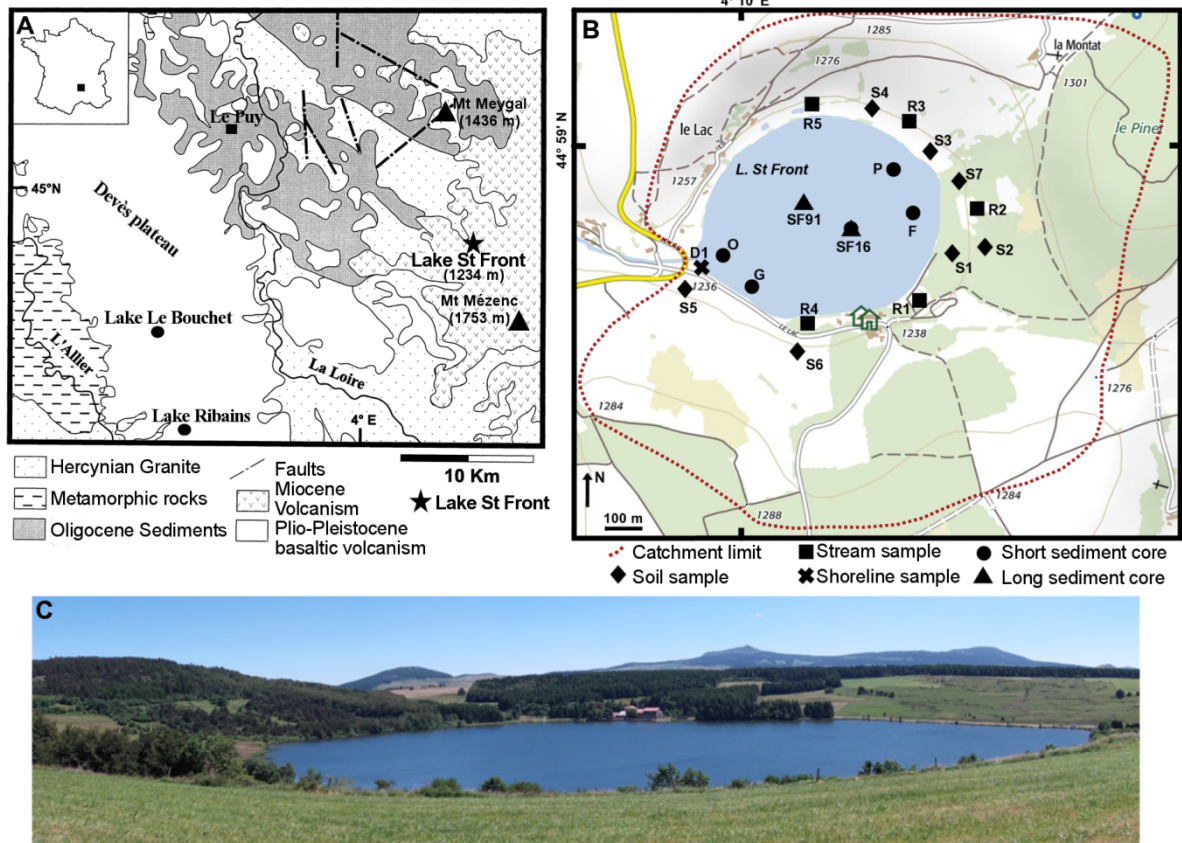 A
Le Puy
Mt Meygal
(1436 m)
45°N
Devès plateau
Lake St Front
(1234 m)
Mt Mézenc
(1753 m)
Lake Le Bouchet
L'Allier
La Loire
Lake Ribains
4° E
Hercynian Granite
Metamorphic rocks
Oligocene Sediments
Faults
Miocene
Volcanism
Plio-Pleistocene
basaltic volcanism
10 Km
Lake St Front
4° 10' E
B
44° 59' N
1285
1276
la Montat
1301
le Pinet
le Lac
1257
R5
S4
R3
S3
L. St Front
P
S7
SF91
R2
F
SF16
O
D1
S1
S2
G
1236
S5
R4
R1
LE LAC
1238
S6
1276
1284
1284
1288
N
100 m
Catchment limit
Stream sample
Short sediment core
Soil sample
Shoreline sample
Long sediment core
C